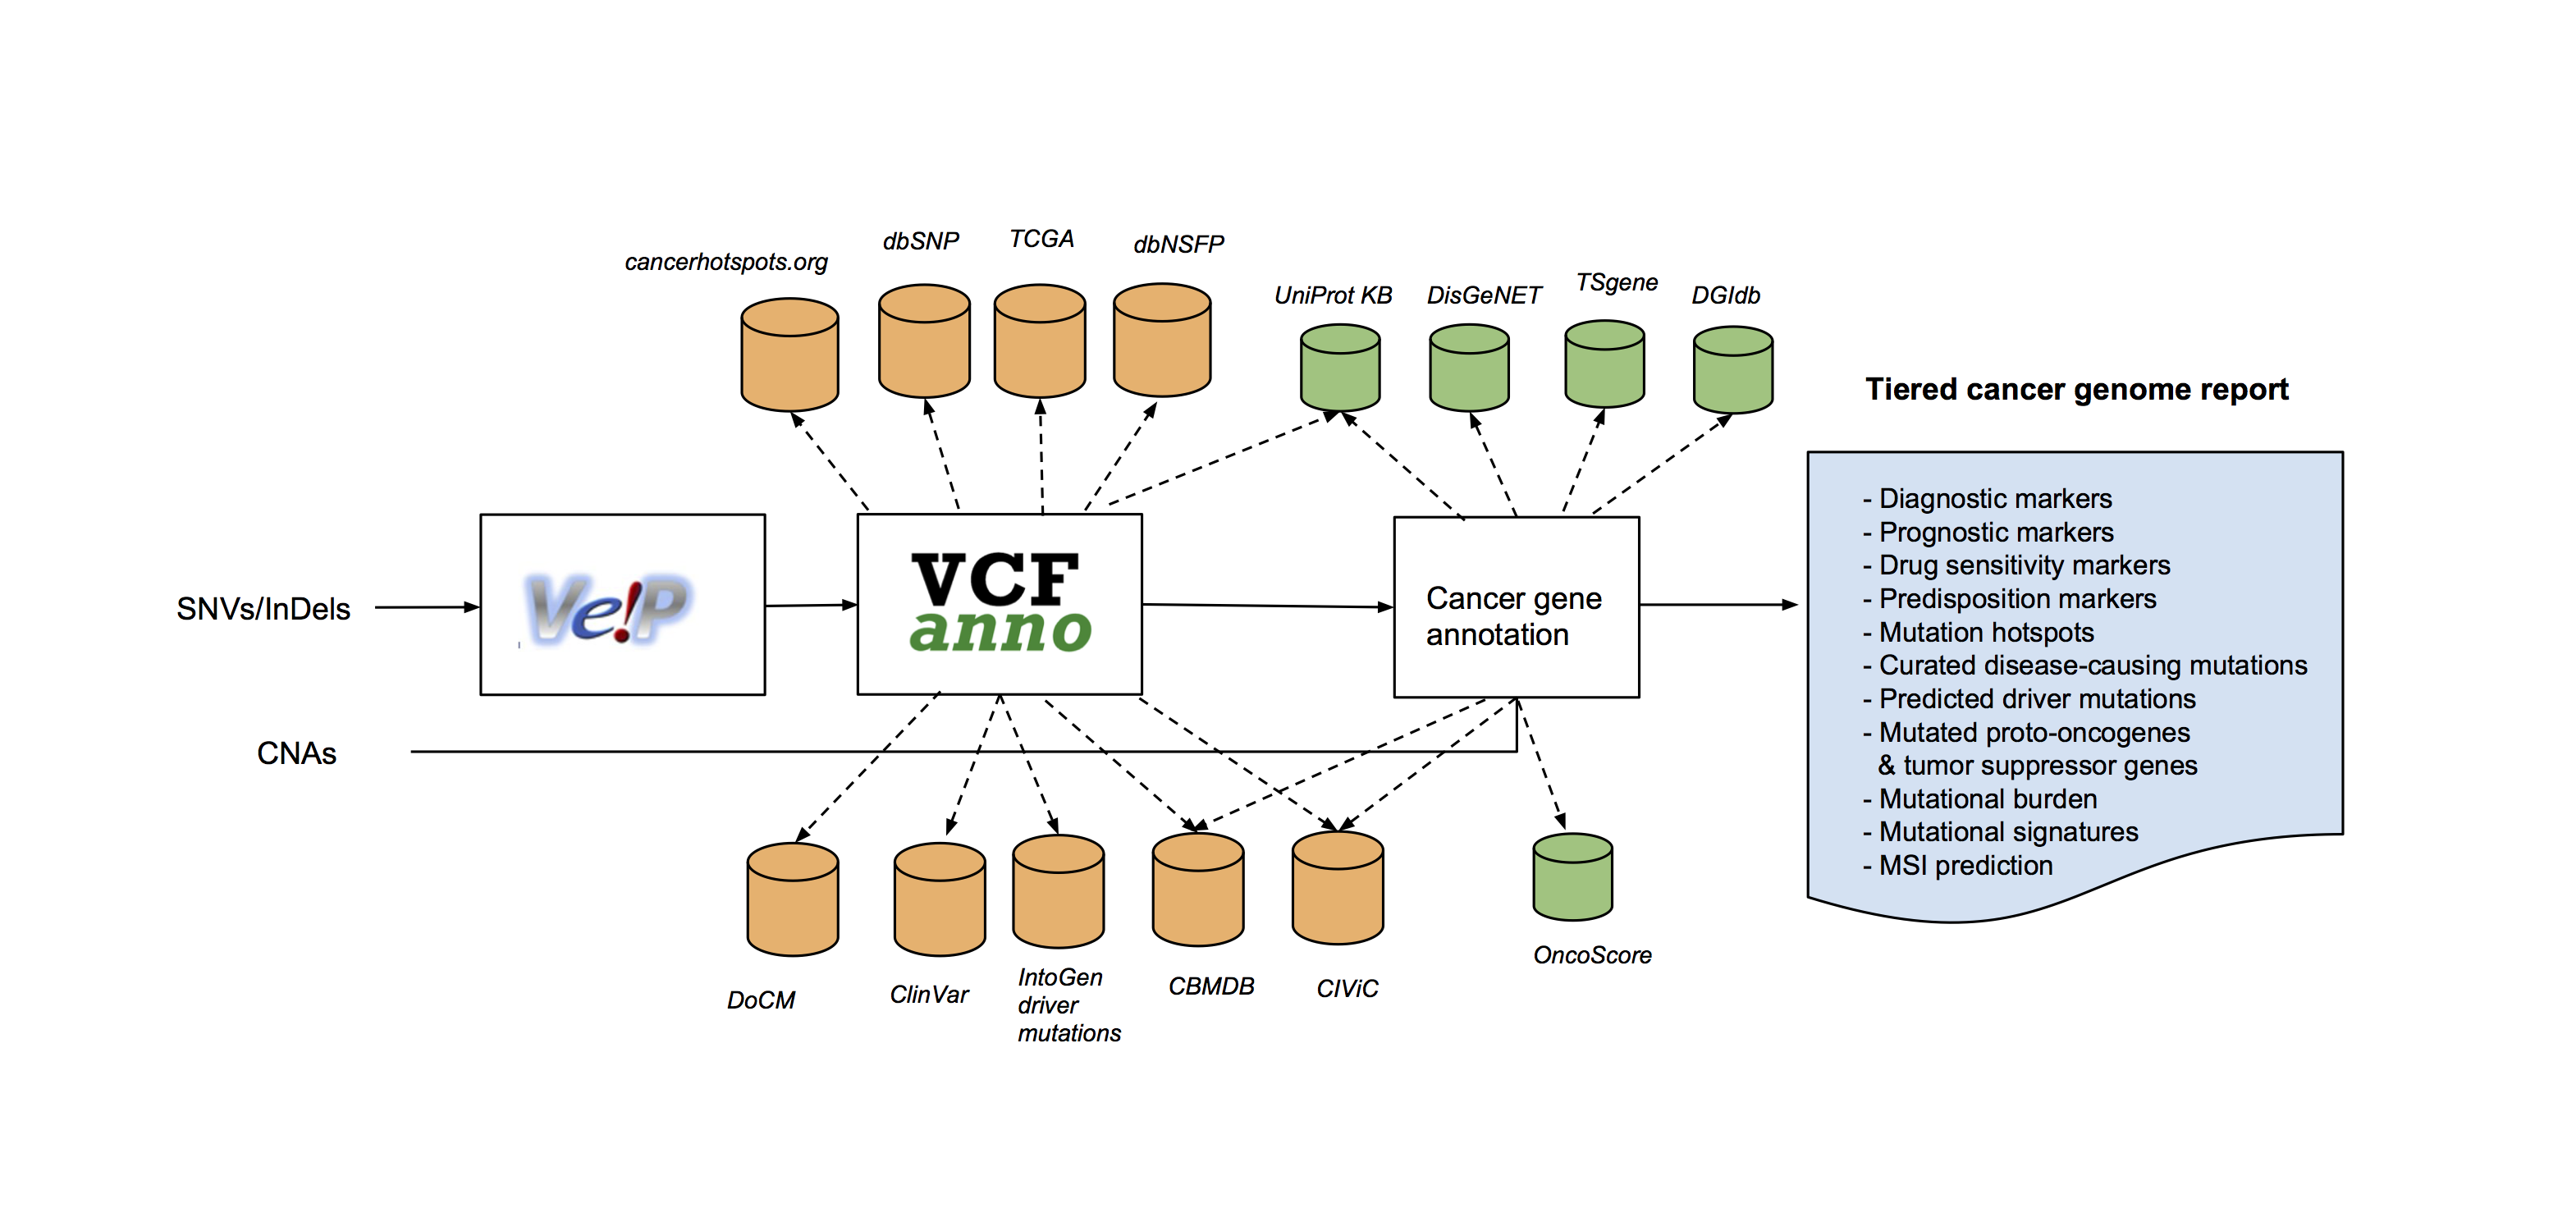 cancerhotspots.org
dbSNP
TCGA
dbNSFP
UniProt KB
DisGeNET
TSgene
DGIdb
Tiered cancer genome report
SNVs/InDels
Ve!P
VCF
anno
Cancer gene
annotation
- Diagnostic markers
- Prognostic markers
- Drug sensitivity markers
- Predisposition markers
- Mutation hotspots
- Curated disease-causing mutations
- Predicted driver mutations
- Mutated proto-oncogenes
& tumor suppressor genes
- Mutational burden
- Mutational signatures
- MSI prediction
CNAs
DoCM
ClinVar
IntoGen
driver
mutations
CBMDB
CIViC
OncoScore